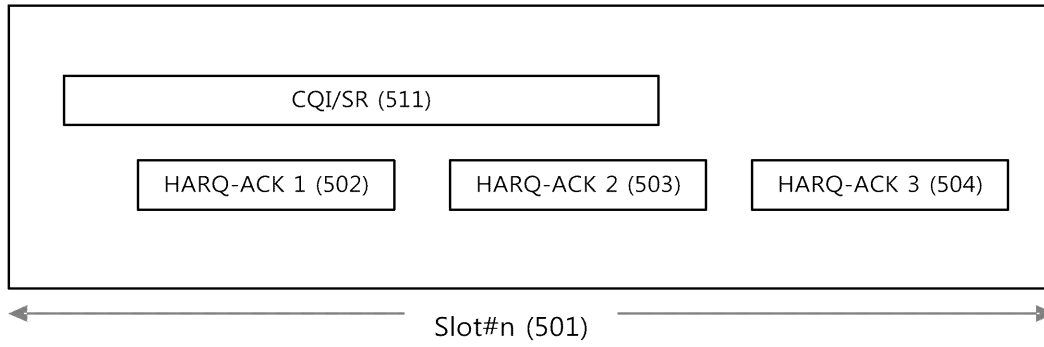 CQI/SR (511)
HARQ-ACK 1 (502)
HARQ-ACK 2 (503)
HARQ-ACK 3 (504)
Slot#n (501)